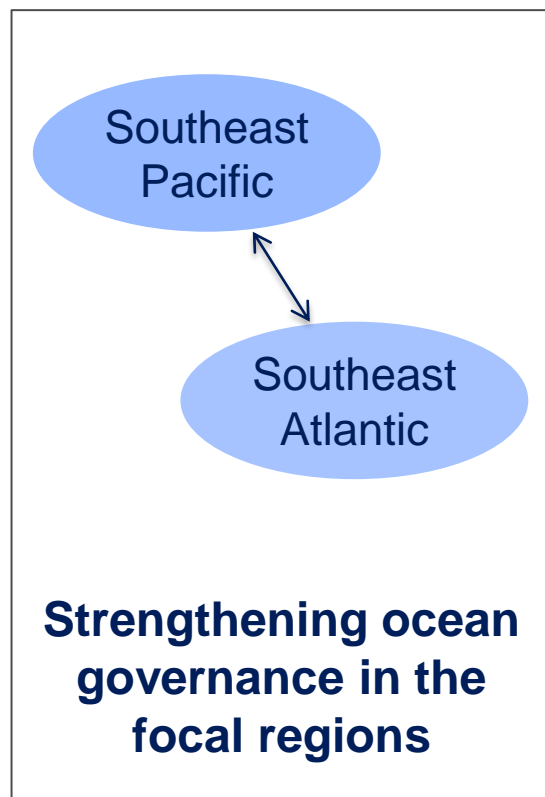 Southeast
Pacific
Southeast
Atlantic
Strengthening ocean
governance in the
focal regions